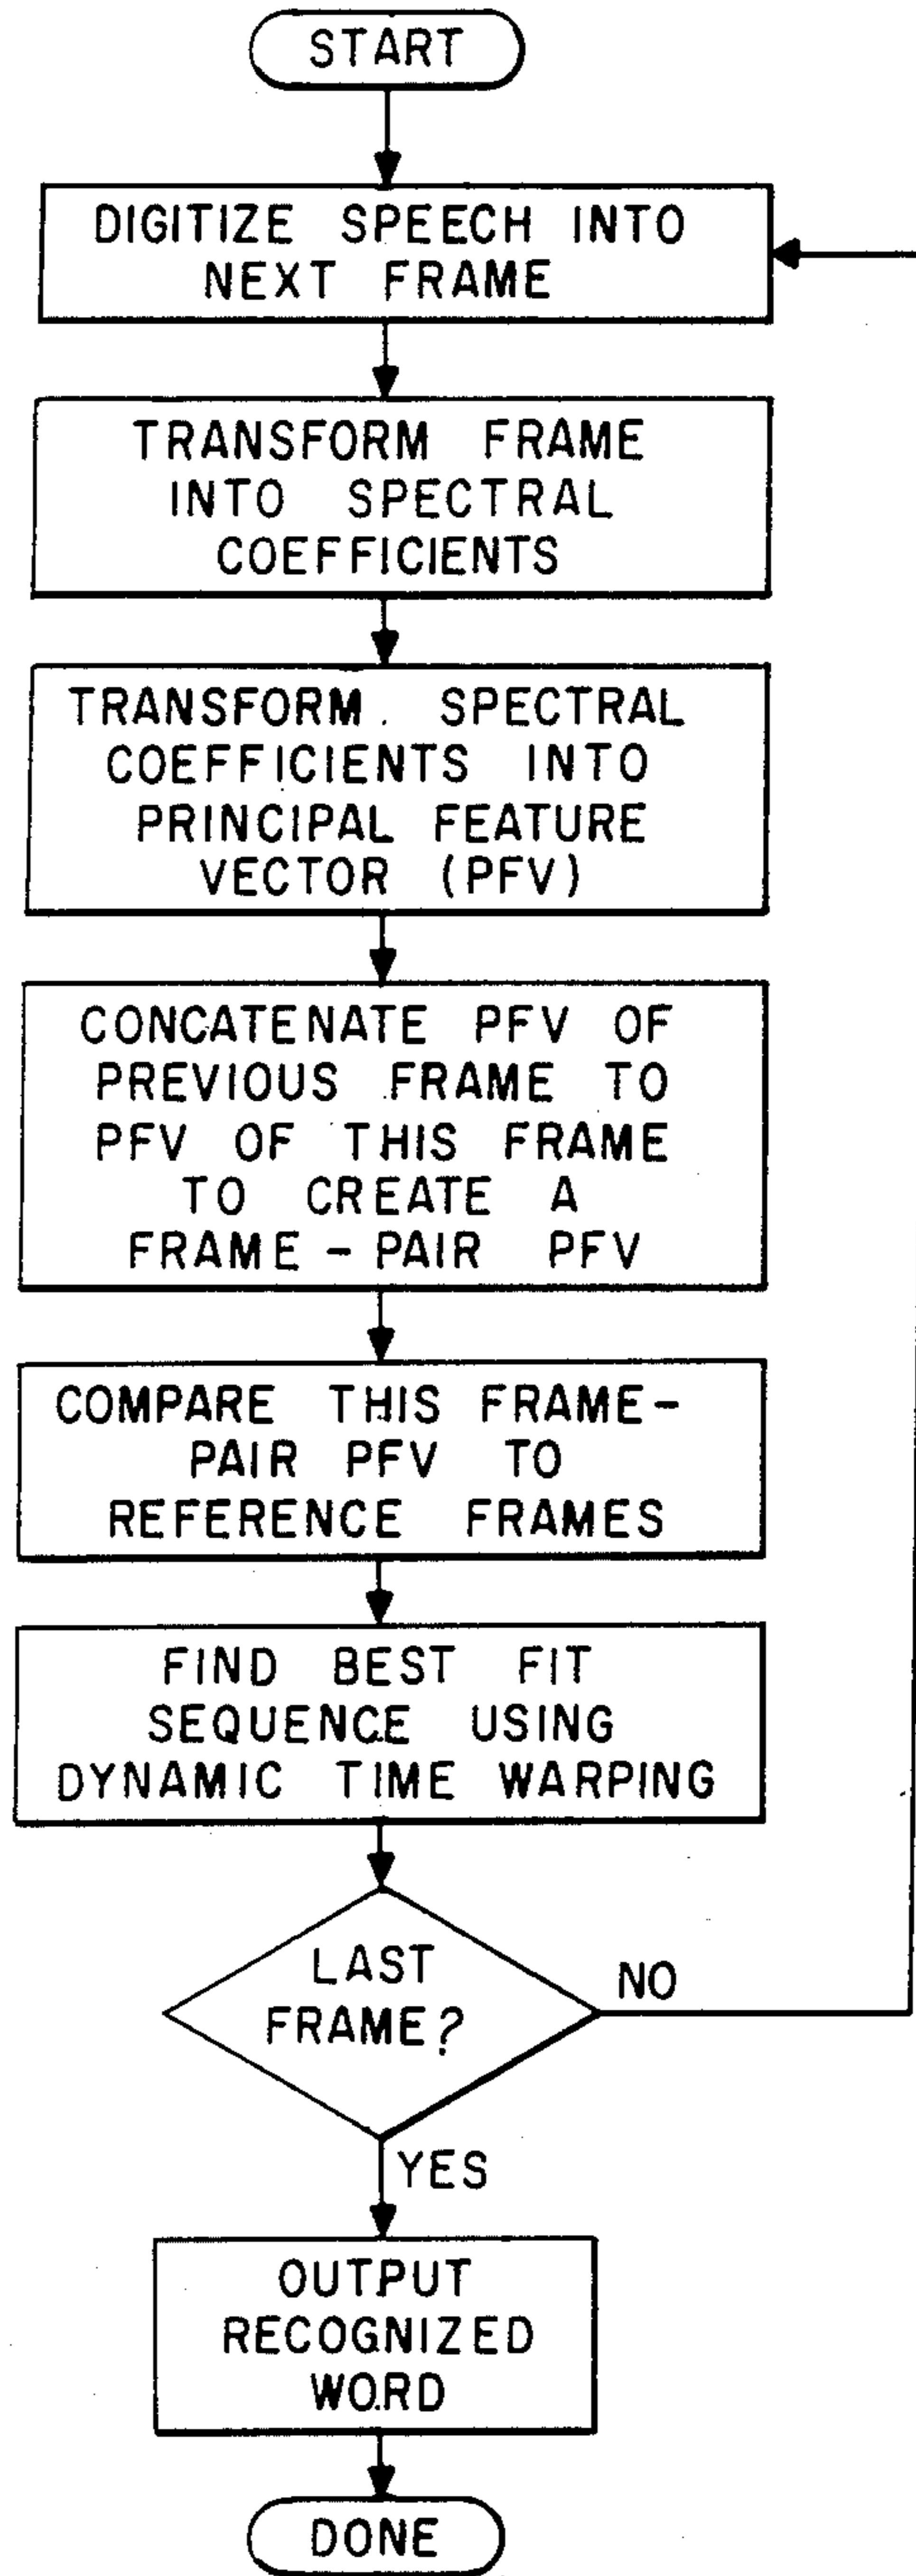 START
DIGITIZE SPEECH INTO
NEXT FRAME
TRANSFORM FRAME
INTO SPECTRAL
COEFFICIENTS
TRANSFORM SPECTRAL
COEFFICIENTS INTO
PRINCIPAL FEATURE
VECTOR (PFV)
CONCATENATE PFV OF
PREVIOUS FRAME TO
PFV OF THIS FRAME
TO CREATE A
FRAME - PAIR PFV
COMPARE THIS FRAME-
PAIR PFV TO
REFERENCE FRAMES
FIND BEST FIT
SEQUENCE USING
DYNAMIC TIME WARPING
LAST
FRAME?
NO
YES
OUTPUT
RECOGNIZED
WORD
DONE